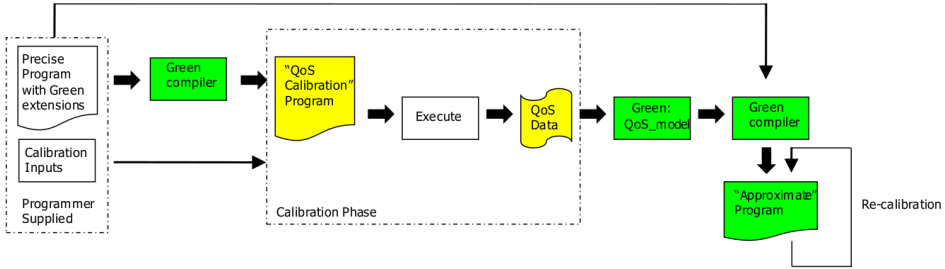 Precise
Program
with Green
extensions
Calibration
Inputs
Programmer
Supplied
Green
compiler
“QoS
Calibration”
Program
Execute
QoS
Data
Calibration Phase
Green:
QoS_model
Green
compiler
“Approximate”
Program
Re-calibration